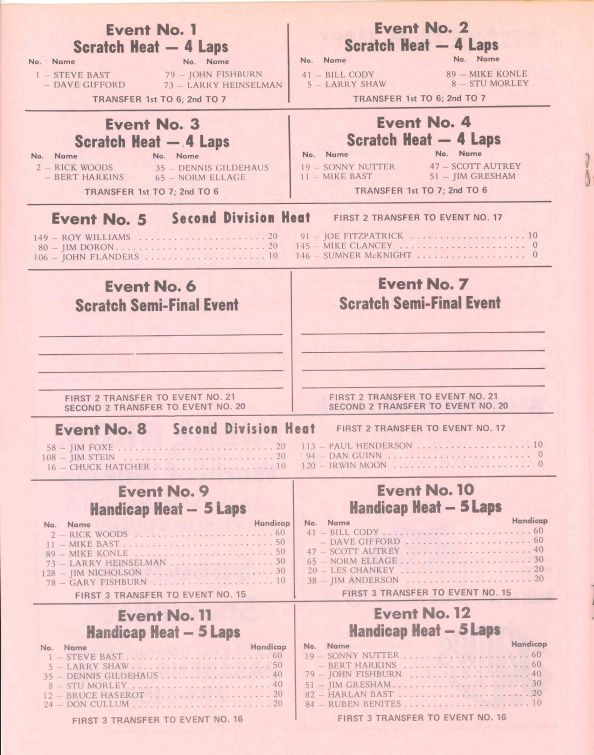 Event No. 1
Scratch Heat — 4 Laps
No. Name No. Name
1 — STEVE BAST 79 — JOHN FISHBURN
— DAVE GIFFORD 73 — LARRY HEINSELMAN
TRANSFER 1st TO 6; 2nd TO 7
Event No. 2
Scratch Heat — 4 Laps
No. Name No. Name
41 — BILL CODY 89 — MIKE KONLE
5 — LARRY SHAW 8 — STU MORLEY
TRANSFER 1st TO 6; 2nd TO 7
Event No. 3
Scratch Heat — 4 Laps
No. Name No. Name
2 — RICK WOODS 35 — DENNIS GILDEHAUS
— BERT HARKINS 65 — NORM ELLAGE
TRANSFER 1st TO 7; 2nd TO 6
Event No. 4
Scratch Heat — 4 Laps
No. Name No. Name
19 — SONNY NUTTER 47 — SCOTT AUTREY
11 — MIKE BAST 51 — JIM GRESHAM
TRANSFER 1st TO 7; 2nd TO 6
Event No. 5 Second Division Heat FIRST 2 TRANSFER TO EVENT NO. 17
149 — ROY WILLIAMS . . . . . . . . . . . . . . . . . . . 20 91 — JOE FITZPATRICK . . . . . . . . . . . . . . . . . . 10
80 — JIM DORON . . . . . . . . . . . . . . . . . . . . . . 20 145 — MIKE CLANCEY . . . . . . . . . . . . . . . . . . . . 0
106 — JOHN FLANDERS . . . . . . . . . . . . . . . . . . 10 146 — SUMNER McKNIGHT . . . . . . . . . . . . . . . . 0
Event No. 6
Scratch Semi-Final Event
FIRST 2 TRANSFER TO EVENT NO. 21
SECOND 2 TRANSFER TO EVENT NO. 20
Event No. 7
Scratch Semi-Final Event
FIRST 2 TRANSFER TO EVENT NO. 21
SECOND 2 TRANSFER TO EVENT NO. 20
Event No. 8 Second Division Heat FIRST 2 TRANSFER TO EVENT NO. 17
58 — JIM FOXE . . . . . . . . . . . . . . . . . . . . . . . 20 113 — PAUL HENDERSON . . . . . . . . . . . . . . . . . 10
108 — JIM STEIN . . . . . . . . . . . . . . . . . . . . . . . 20 94 — DAN GUINN . . . . . . . . . . . . . . . . . . . . . . . 0
16 — CHUCK HATCHER . . . . . . . . . . . . . . . . . . 10 120 — IRWIN MOON . . . . . . . . . . . . . . . . . . . . . . 0
Event No. 9
Handicap Heat — 5 Laps
No. Name Handicap
2 — RICK WOODS . . . . . . . . . . . . . . . . . . . . 60
11 — MIKE BAST . . . . . . . . . . . . . . . . . . . . . . 50
89 — MIKE KONLE . . . . . . . . . . . . . . . . . . . . 50
73 — LARRY HEINSELMAN . . . . . . . . . . . . . . 30
128 — JIM NICHOLSON . . . . . . . . . . . . . . . . . . 30
78 — GARY FISHBURN . . . . . . . . . . . . . . . . . 10
FIRST 3 TRANSFER TO EVENT NO. 15
Event No. 10
Handicap Heat — 5 Laps
No. Name Handicap
41 — BILL CODY . . . . . . . . . . . . . . . . . . . . . . 60
— DAVE GIFFORD . . . . . . . . . . . . . . . . . . 60
47 — SCOTT AUTREY . . . . . . . . . . . . . . . . . . 40
65 — NORM ELLAGE . . . . . . . . . . . . . . . . . . . 30
20 — LES CHANKEY . . . . . . . . . . . . . . . . . . . 20
38 — JIM ANDERSON . . . . . . . . . . . . . . . . . . 20
FIRST 3 TRANSFER TO EVENT NO. 15
Event No. 11
Handicap Heat — 5 Laps
No. Name Handicap
1 — STEVE BAST . . . . . . . . . . . . . . . . . . . . . 60
5 — LARRY SHAW . . . . . . . . . . . . . . . . . . . . 50
35 — DENNIS GILDEHAUS . . . . . . . . . . . . . . . 40
8 — STU MORLEY . . . . . . . . . . . . . . . . . . . . 40
12 — BRUCE HASEROT . . . . . . . . . . . . . . . . . 20
24 — DON CULLUM . . . . . . . . . . . . . . . . . . . . 20
FIRST 3 TRANSFER TO EVENT NO. 16
Event No. 12
Handicap Heat — 5 Laps
No. Name Handicap
19 — SONNY NUTTER . . . . . . . . . . . . . . . . . . 60
— BERT HARKINS . . . . . . . . . . . . . . . . . . . 60
79 — JOHN FISHBURN . . . . . . . . . . . . . . . . . . 40
51 — JIM GRESHAM . . . . . . . . . . . . . . . . . . . . 30
82 — HARLAN BAST . . . . . . . . . . . . . . . . . . . 20
84 — RUBEN BENITES . . . . . . . . . . . . . . . . . . 10
FIRST 3 TRANSFER TO EVENT NO. 16